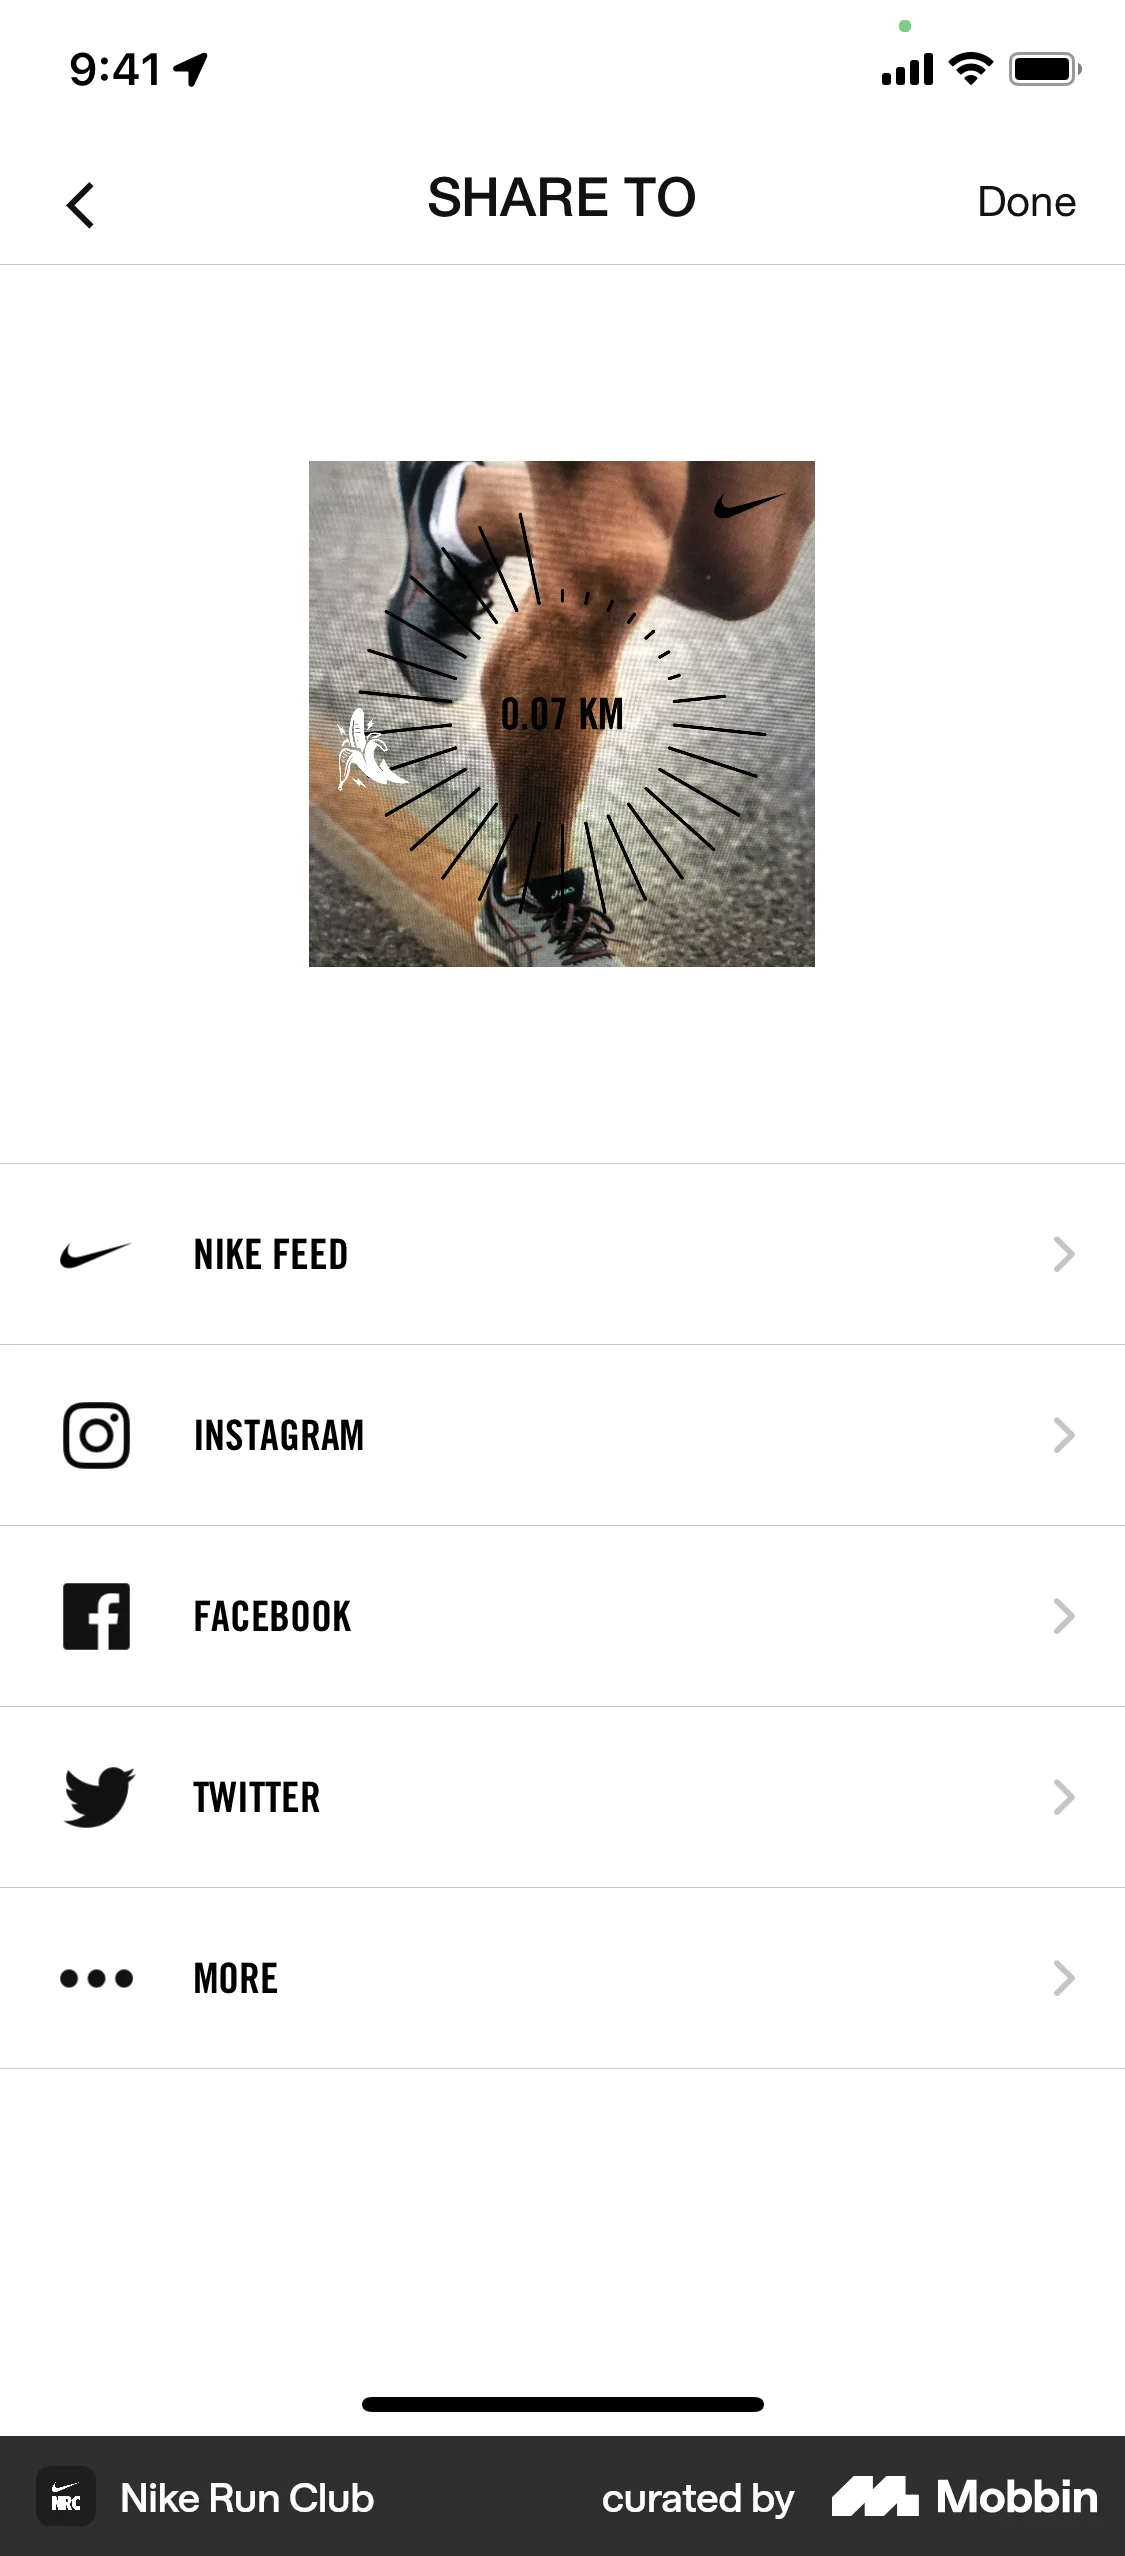 9:41
SHARE TO
Done
0.07 KM
NIKE FEED
INSTAGRAM
FACEBOOK
TWITTER
MORE
NRC
Nike Run Club
curated by
Mobbin